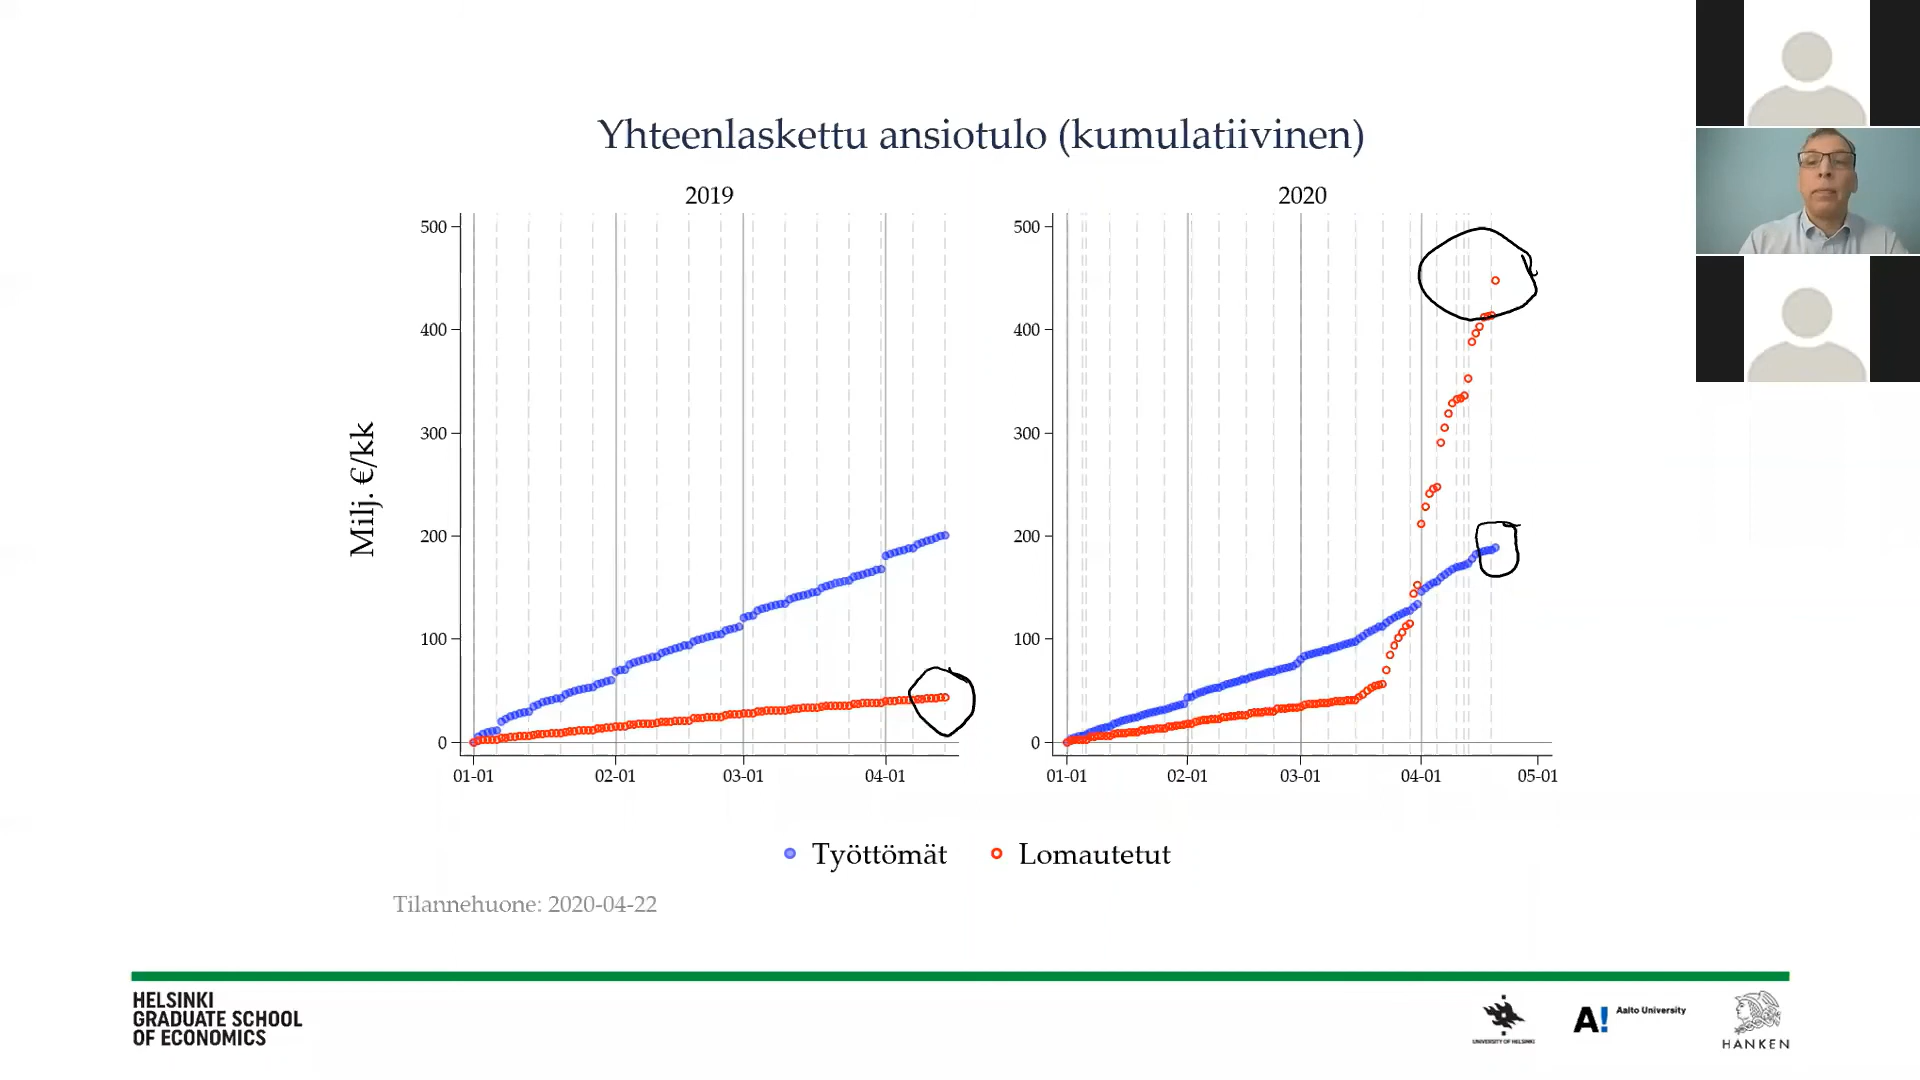 Yhteenlaskettu ansiotulo (kumulatiivinen)
2019
2020
Milj. €/kk
500
400
300
200
100
0
01-01
02-01
03-01
04-01
500
400
300
200
100
0
01-01
02-01
03-01
04-01
05-01
Työttömät
Lomautetut
Tilannehuone: 2020-04-22
HELSINKI
GRADUATE SCHOOL
OF ECONOMICS
UNIVERSITY OF HELSINKI
A!
Aalto University
HANKEN